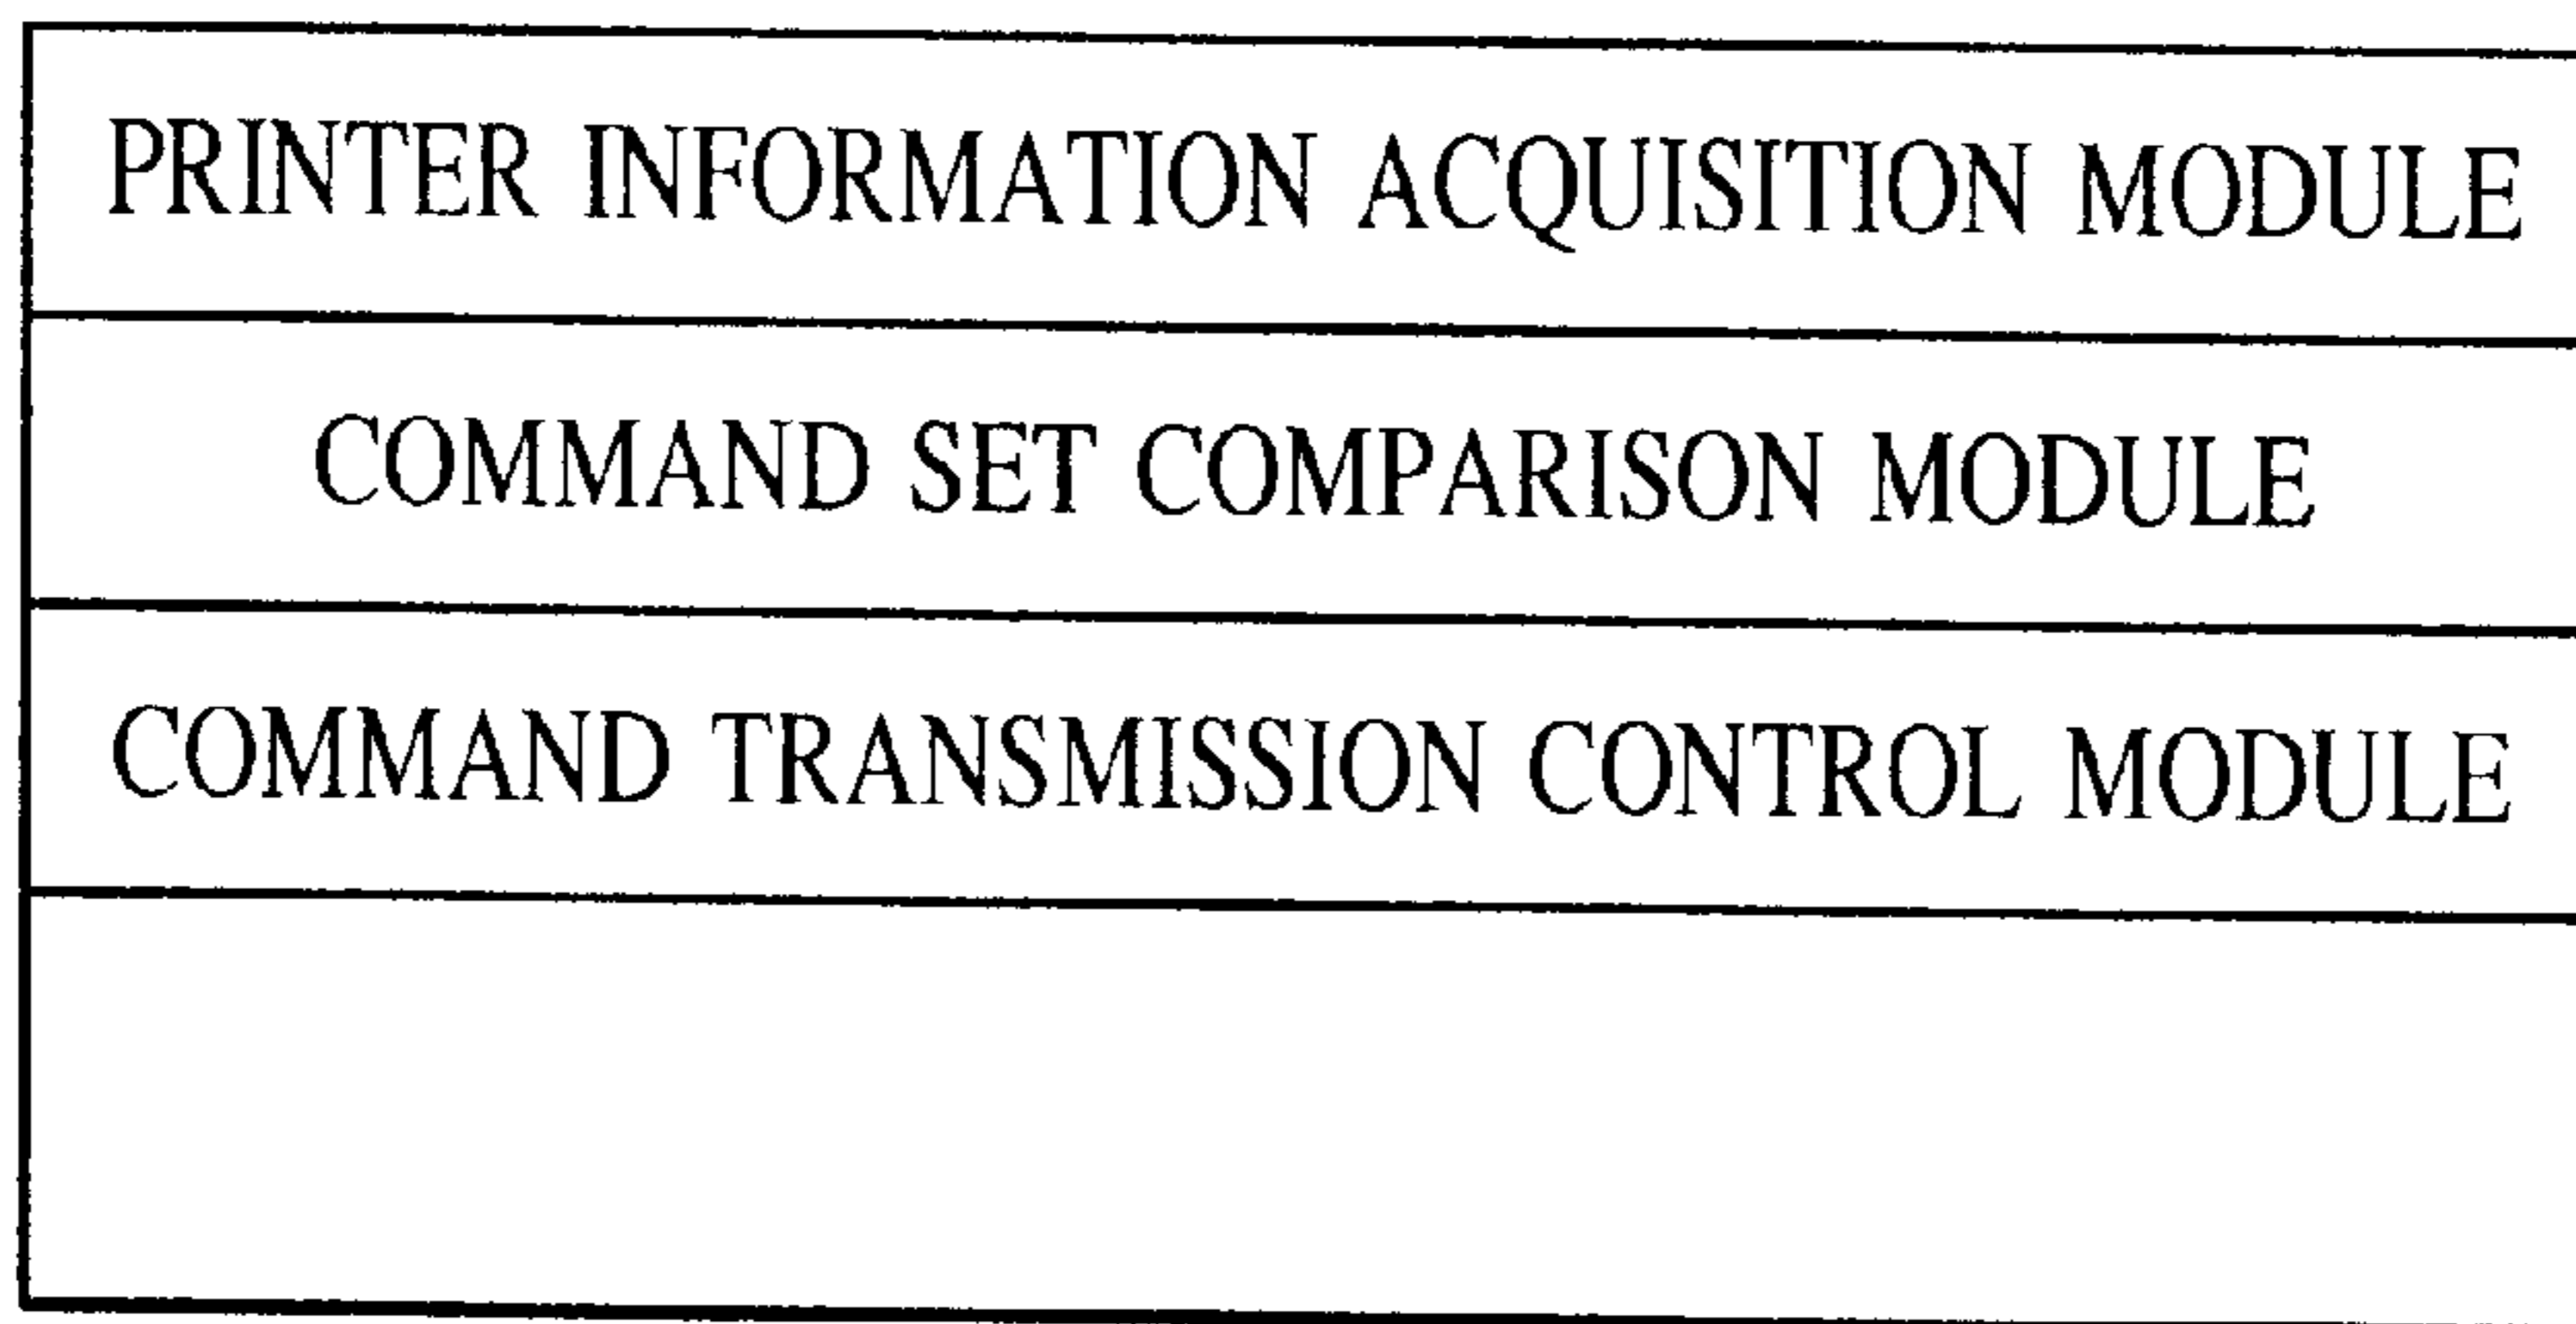 PRINTER INFORMATION ACQUISITION MODULE
COMMAND SET COMPARISON MODULE
COMMAND TRANSMISSION CONTROL MODULE